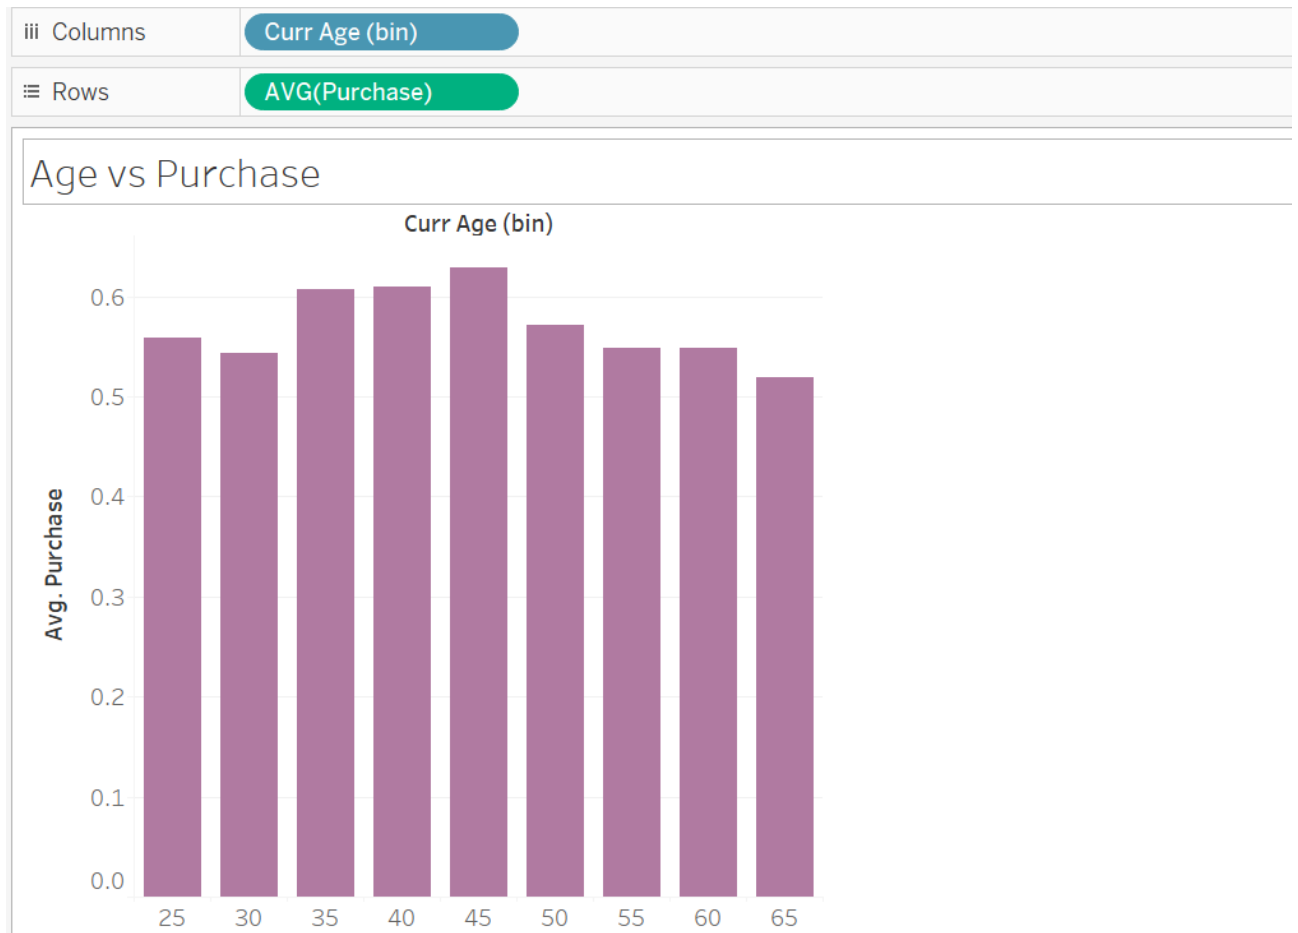 Columns
Curr Age (bin)
Rows
AVG(Purchase)
Age vs Purchase
Curr Age (bin)
0.6
0.5
0.4
0.3
0.2
0.1
0.0
Avg. Purchase
25 30 35 40 45 50 55 60 65